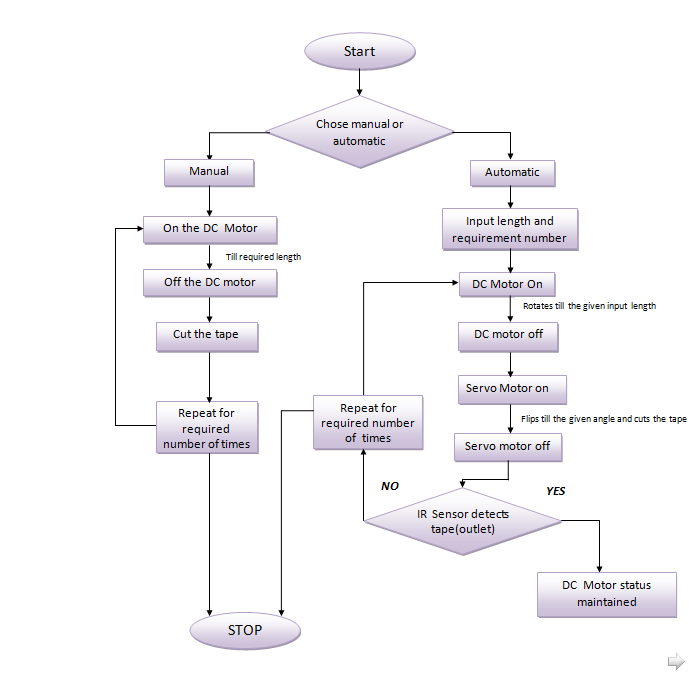 Start
Chose manual or
automatic
Manual
Automatic
On the DC Motor
Input length and
requirement number
Till required length
Off the DC motor
DC Motor On
Rotates till the given input length
Cut the tape
DC motor off
Servo Motor on
Repeat for
required
number of times
Repeat for
required number
of times
Flips till the given angle and cuts the tape
Servo motor off
NO
YES
IR Sensor detects
tape(outlet)
DC Motor status
maintained
STOP